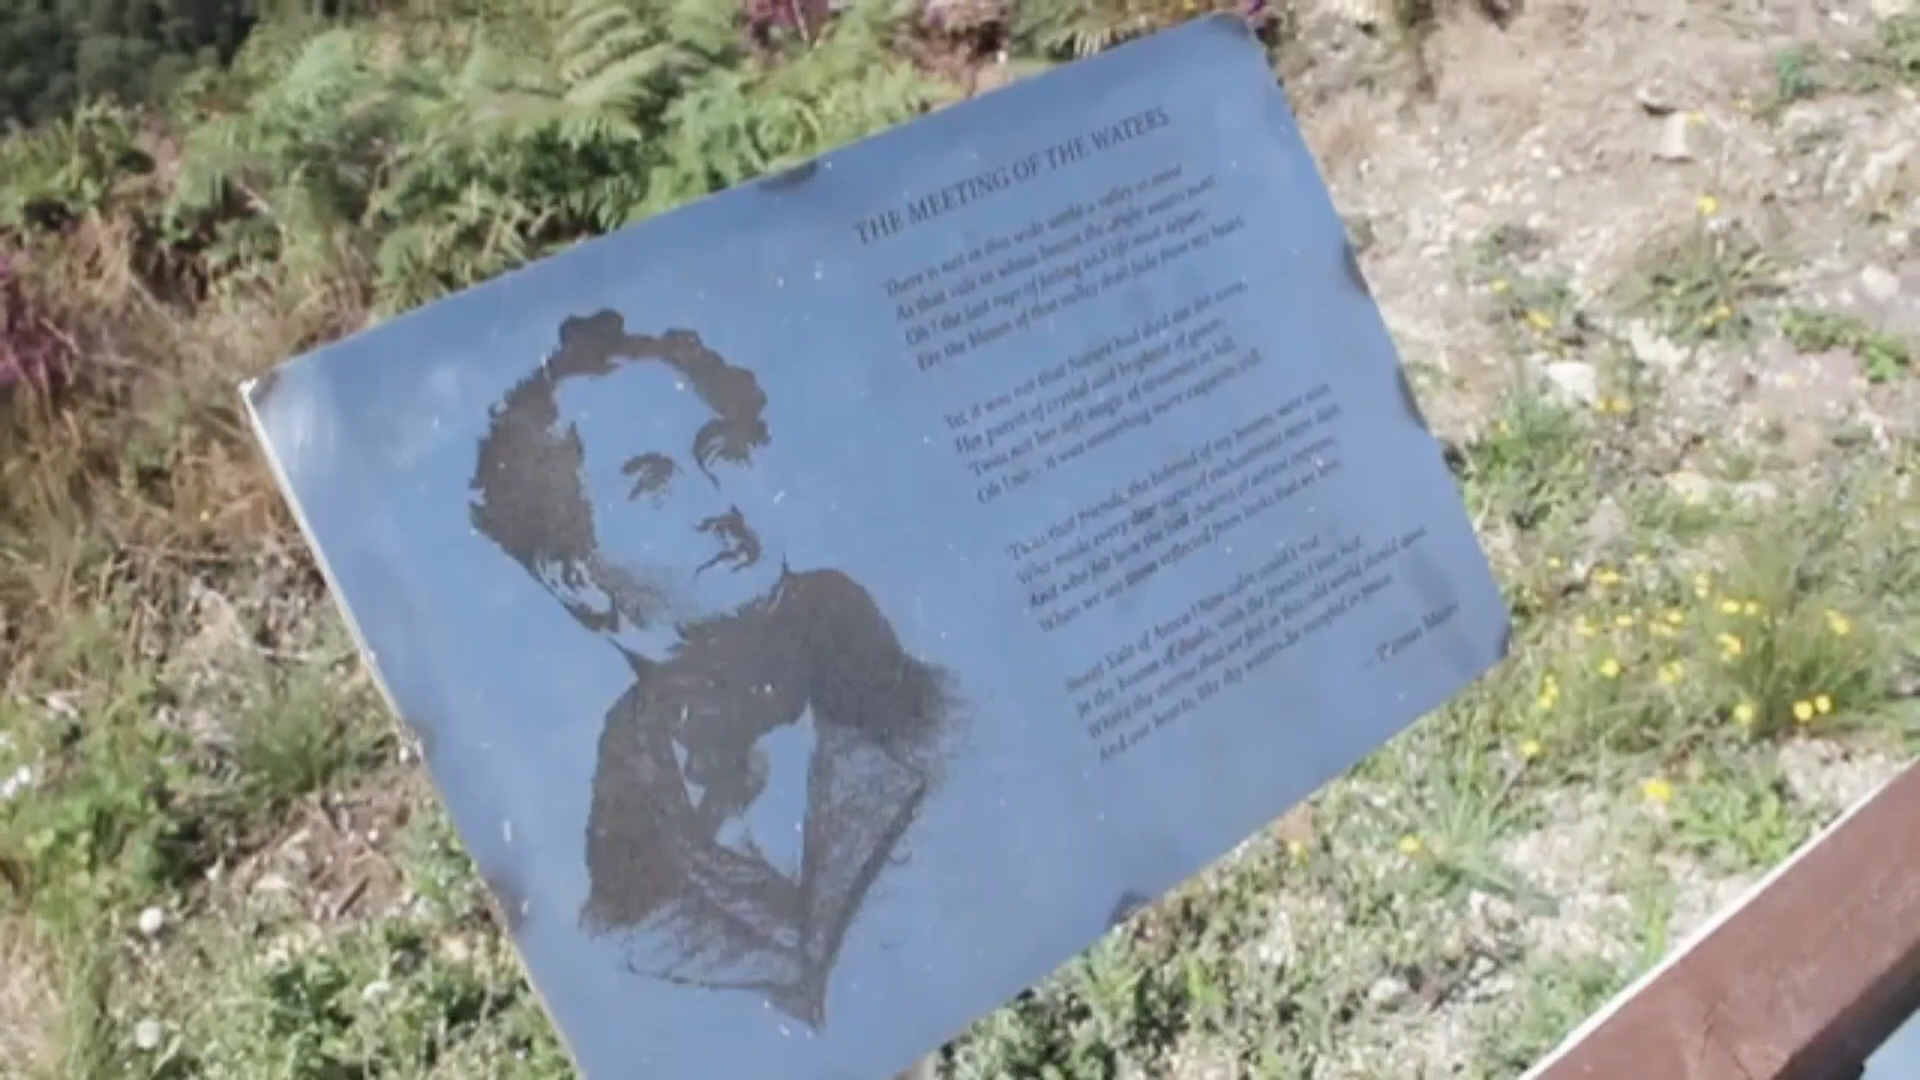 THE MEETING OF THE WATERS
There is not in this wide world a valley so sweet
As that vale in whose bosom the bright waters meet
Oh! the last rays of feeling and life must depart,
Ere the bloom of that valley shall fade from my heart.
Yet it was not that Nature had shed o'er the scene
Her purest of crystal and brightest of green;
'Twas not her soft magic of streamlet or hill,
Oh! no - it was something more exquisite still.
'Twas that friends, the beloved of my bosom, were near,
Who made every dear scene of enchantment more dear,
And who felt how the best charms of nature improve,
When we see them reflected from looks that we love.
Sweet Vale of Avoca! how calm could I rest
In thy bosom of shade, with the friends I love best,
Where the storms that we feel in this cold world should cease
And our hearts, like thy waters, be mingled in peace.
- Thomas Moore